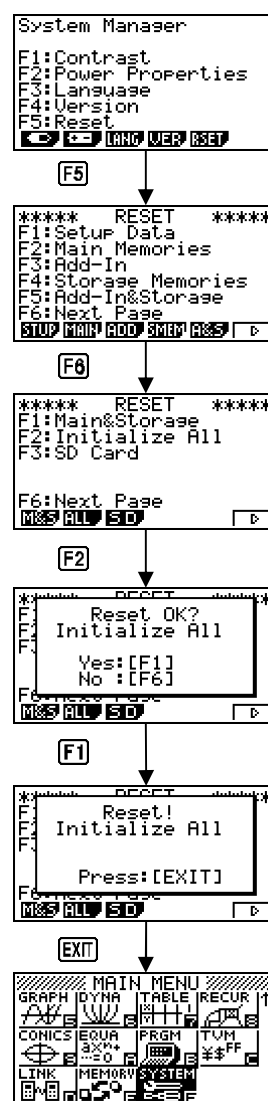 System Manager
F1:Contrast
F2:Power Properties
F3:Language
F4:Version
F5:Reset
LANG VER RSET
F5
***** RESET *****
F1:Setup Data
F2:Main Memories
F3:Add-In
F4:Storage Memories
F5:Add-In&Storage
F6:Next Page
STUP MAIN ADD SMEM A&S
F6
***** RESET *****
F1:Main&Storage
F2:Initialize All
F3:SD Card
F6:Next Page
M&S ALL SD
F2
Reset OK?
Initialize All
Yes:[F1]
No :[F6]
M&S ALL SD
F1
Reset!
Initialize All
Press:[EXIT]
M&S ALL SD
EXIT
MAIN MENU
GRAPH DYNA TABLE RECUR
CONICS EQUA PRGM TVM
LINK MEMORY SYSTEM